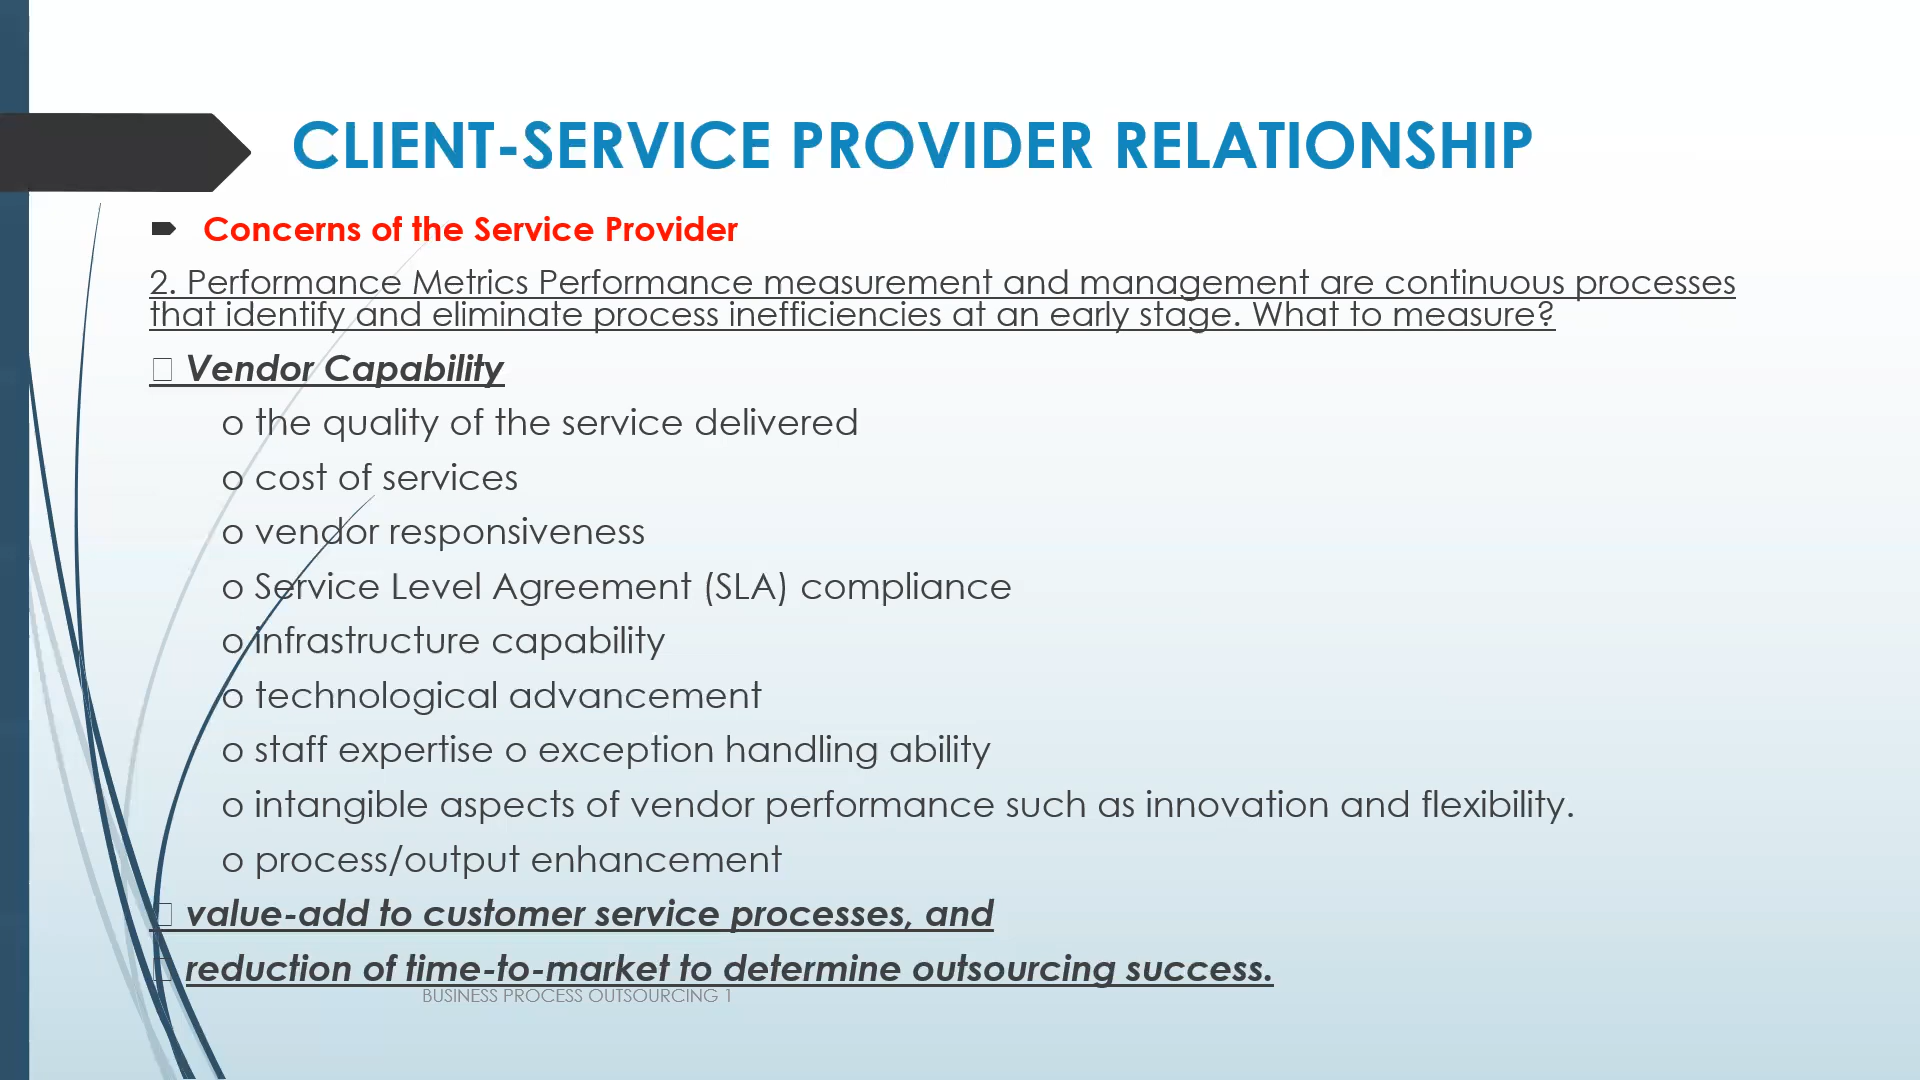 CLIENT-SERVICE PROVIDER RELATIONSHIP
Concerns of the Service Provider
2. Performance Metrics Performance measurement and management are continuous processes
that identify and eliminate process inefficiencies at an early stage. What to measure?
Vendor Capability
o the quality of the service delivered
o cost of services
o vendor responsiveness
o Service Level Agreement (SLA) compliance
o infrastructure capability
o technological advancement
o staff expertise o exception handling ability
o intangible aspects of vendor performance such as innovation and flexibility.
o process/output enhancement
value-add to customer service processes, and
reduction of time-to-market to determine outsourcing success.
BUSINESS PROCESS OUTSOURCING 1